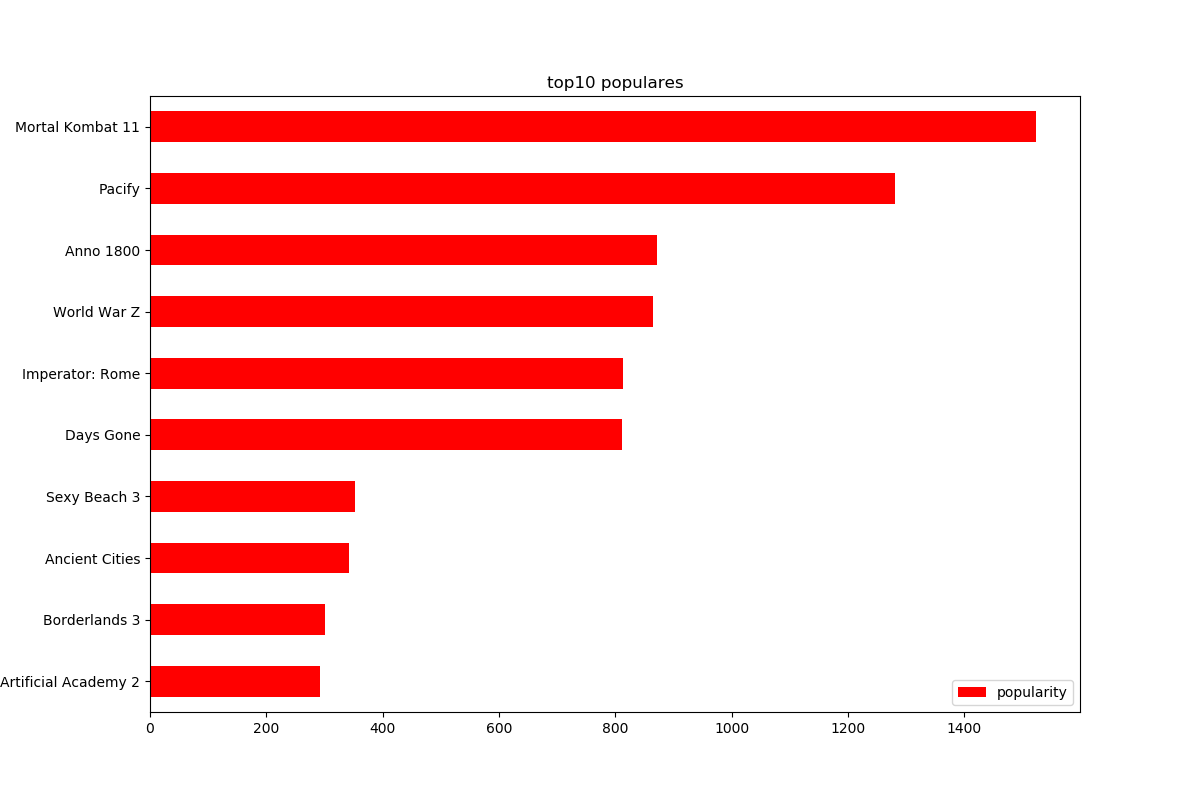 top10 populares
Mortal Kombat 11
Pacify
Anno 1800
World War Z
Imperator: Rome
Days Gone
Sexy Beach 3
Ancient Cities
Borderlands 3
Artificial Academy 2
popularity
0 200 400 600 800 1000 1200 1400